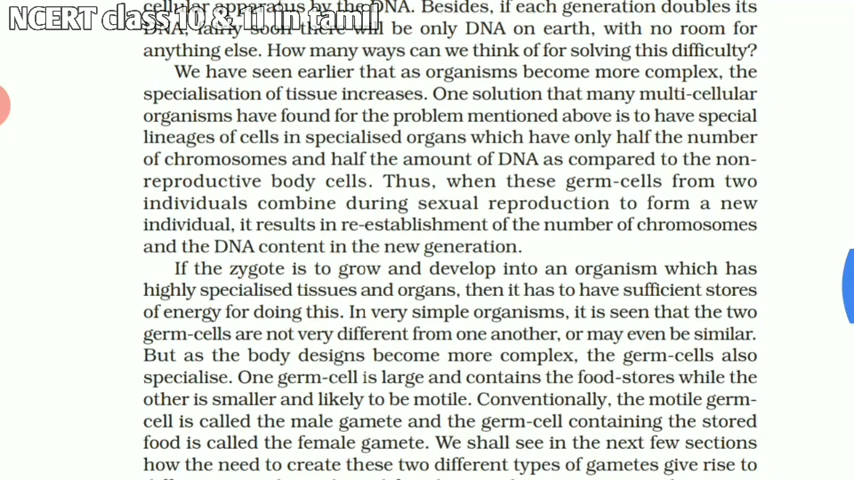 NCERT class 10 & 11 in tamil
cellular apparatus by the DNA. Besides, if each generation doubles its
DNA, fairly soon there will be only DNA on earth, with no room for
anything else. How many ways can we think of for solving this difficulty?
We have seen earlier that as organisms become more complex, the
specialisation of tissue increases. One solution that many multi-cellular
organisms have found for the problem mentioned above is to have special
lineages of cells in specialised organs which have only half the number
of chromosomes and half the amount of DNA as compared to the non-
reproductive body cells. Thus, when these germ-cells from two
individuals combine during sexual reproduction to form a new
individual, it results in re-establishment of the number of chromosomes
and the DNA content in the new generation.
If the zygote is to grow and develop into an organism which has
highly specialised tissues and organs, then it has to have sufficient stores
of energy for doing this. In very simple organisms, it is seen that the two
germ-cells are not very different from one another, or may even be similar.
But as the body designs become more complex, the germ-cells also
specialise. One germ-cell is large and contains the food-stores while the
other is smaller and likely to be motile. Conventionally, the motile germ-
cell is called the male gamete and the germ-cell containing the stored
food is called the female gamete. We shall see in the next few sections
how the need to create these two different types of gametes give rise to